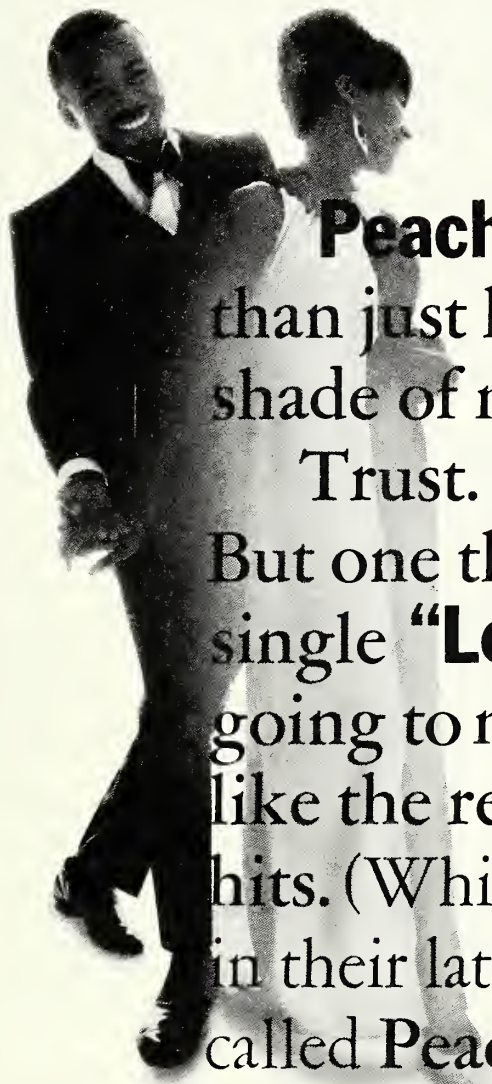 Peach
than just l
shade of r
Trust.
But one th
single “Lo
going to r
like the re
hits. (Whi
in their lat
called Peac